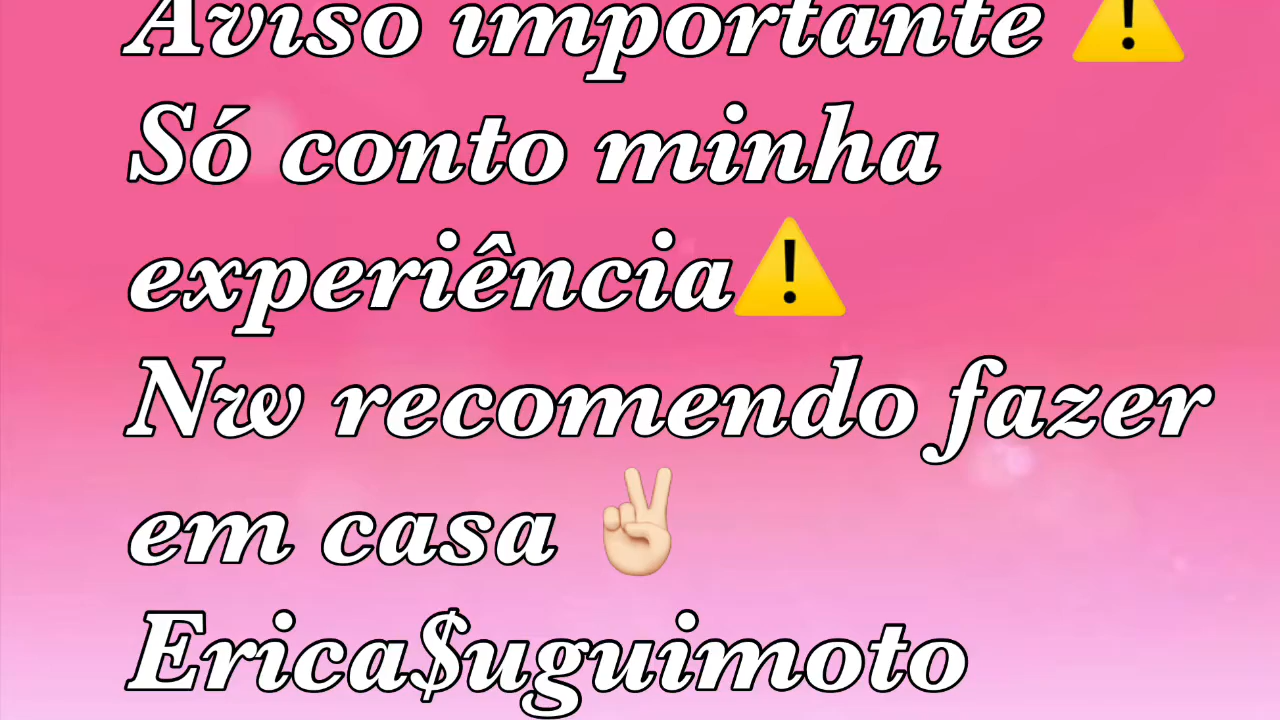 Aviso importante ⚠️
Só conto minha
experiência⚠️
Nw recomendo fazer
em casa ✌🏻
Erica$uguimoto